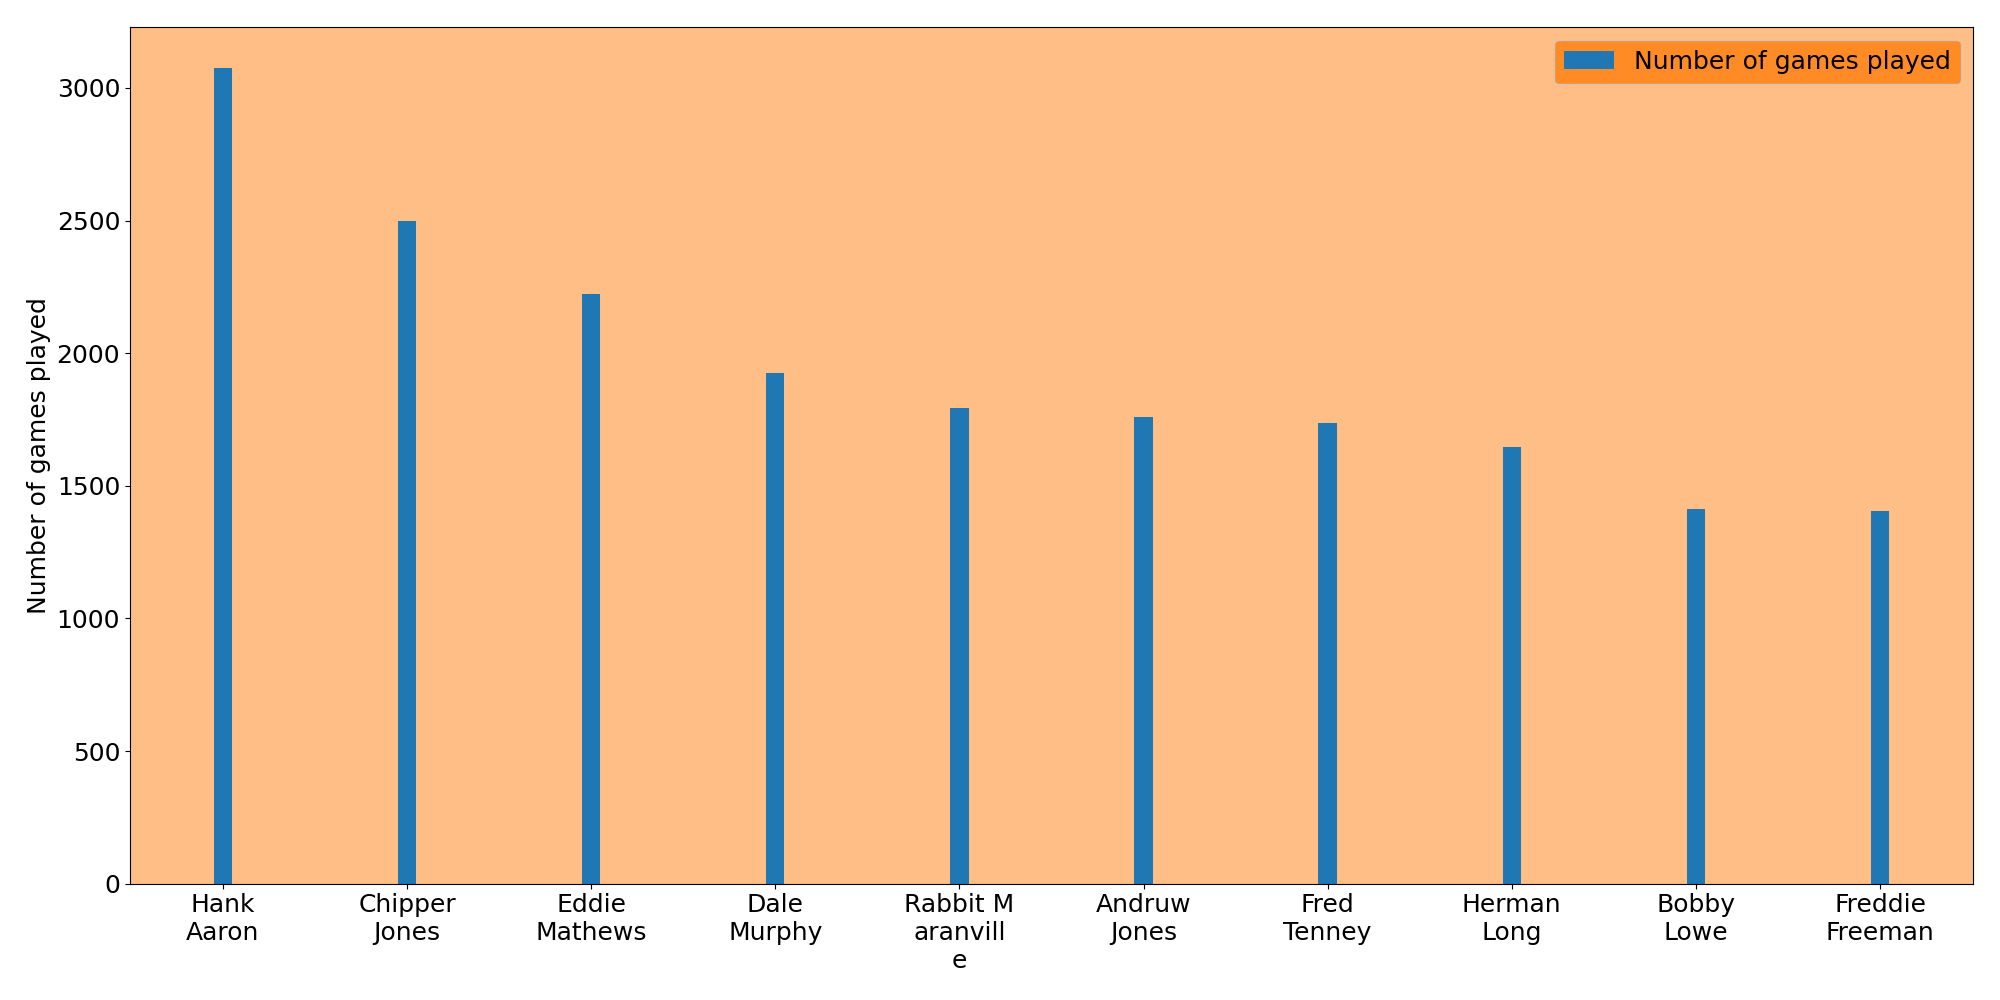 Number of games played
3000
2500
2000
1500
1000
500
0
Number of games played
Hank
Aaron
Chipper
Jones
Eddie
Mathews
Dale
Murphy
Rabbit M
aranvill
e
Andruw
Jones
Fred
Tenney
Herman
Long
Bobby
Lowe
Freddie
Freeman